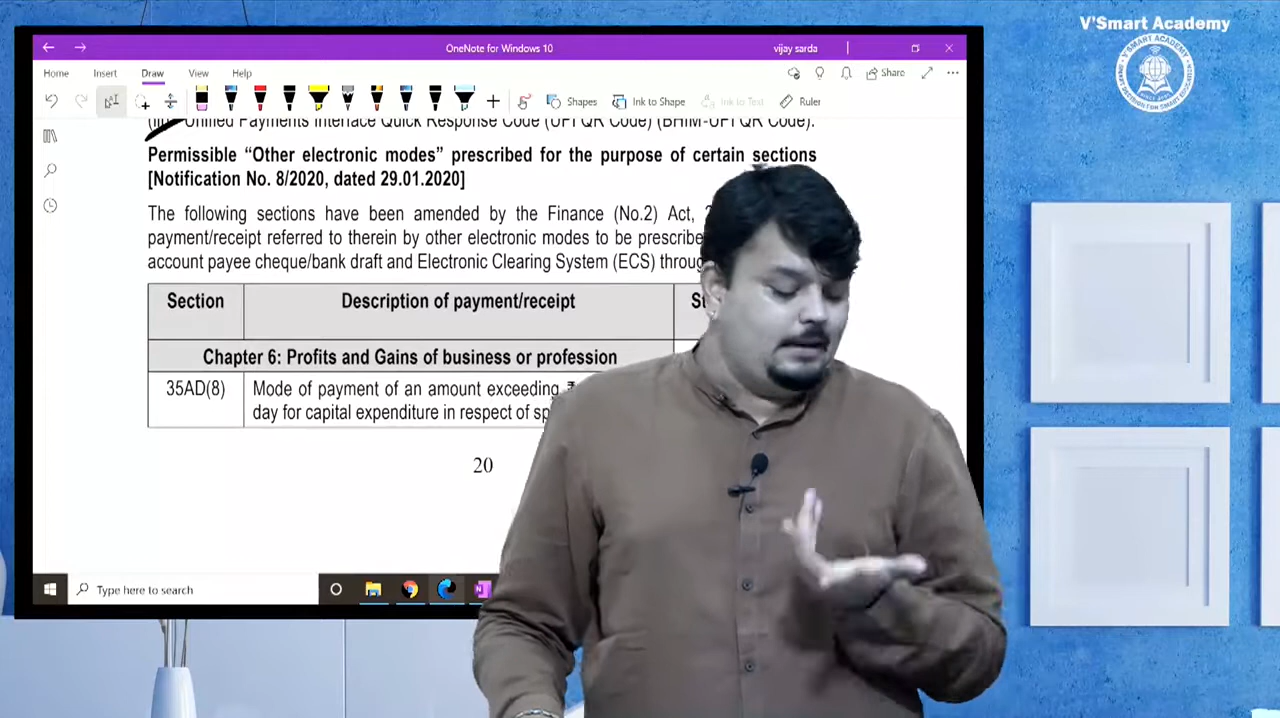 V'Smart Academy
OneNote for Windows 10
vijay sarda
Home Insert Draw View Help
Share
Shapes Ink to Shape Ink to Text Ruler
(iii) Unified Payments Interface Quick Response Code (UPI QR Code) (BHIM-UPI QR Code).
Permissible “Other electronic modes” prescribed for the purpose of certain sections
[Notification No. 8/2020, dated 29.01.2020]
The following sections have been amended by the Finance (No.2) Act,
payment/receipt referred to therein by other electronic modes to be prescribe
account payee cheque/bank draft and Electronic Clearing System (ECS) throug
Section Description of payment/receipt
Chapter 6: Profits and Gains of business or profession
35AD(8) Mode of payment of an amount exceeding ₹
day for capital expenditure in respect of sp
20
Type here to search